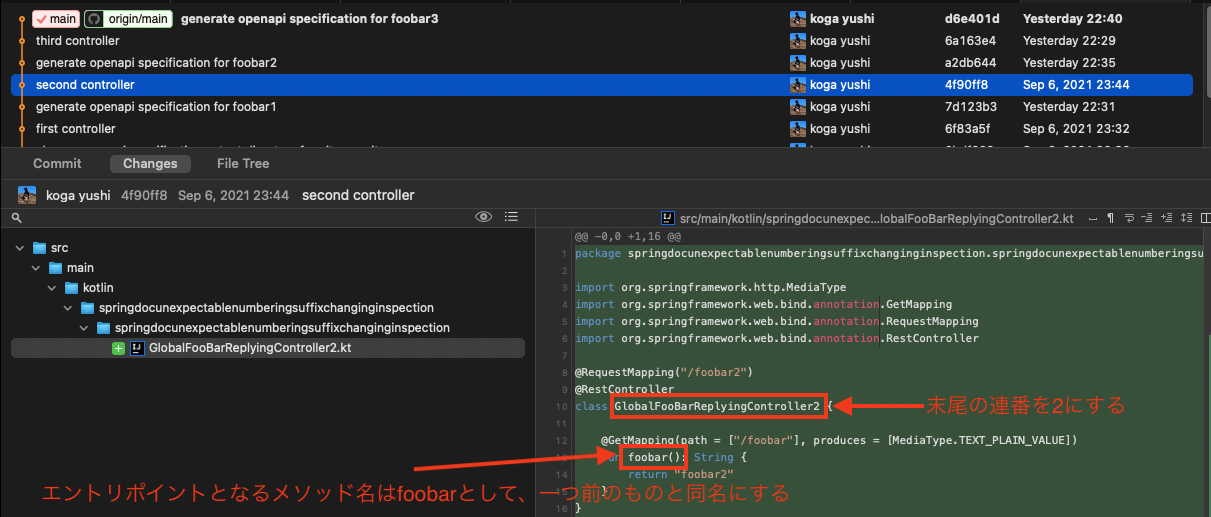 main origin/main generate openapi specification for foobar3 koga yushi d6e401d Yesterday 22:40
third controller koga yushi 6a163e4 Yesterday 22:29
generate openapi specification for foobar2 koga yushi a2db644 Yesterday 22:35
second controller koga yushi 4f90ff8 Sep 6, 2021 23:44
generate openapi specification for foobar1 koga yushi 7d123b3 Yesterday 22:31
first controller koga yushi 6f83a5f Sep 6, 2021 23:32
Commit Changes File Tree
koga yushi 4f90ff8 Sep 6, 2021 23:44 second controller
src/main/kotlin/springdocunexpec...lobalFooBarReplyingController2.kt
src
main
kotlin
springdocunexpectablenumberingsuffixchanginginspection
springdocunexpectablenumberingsuffixchanginginspection
GlobalFooBarReplyingController2.kt
@@ -0,0 +1,16 @@
1 package springdocunexpectablenumberingsuffixchanginginspection.springdocunexpectablenumberingsu
2
3 import org.springframework.http.MediaType
4 import org.springframework.web.bind.annotation.GetMapping
5 import org.springframework.web.bind.annotation.RequestMapping
6 import org.springframework.web.bind.annotation.RestController
7
8 @RequestMapping("/foobar2")
9 @RestController
10 class GlobalFooBarReplyingController2 {
末尾の連番を2にする
11
12 @GetMapping(path = ["/foobar"], produces = [MediaType.TEXT_PLAIN_VALUE])
foobar(): String {
14 return "foobar2"
エントリポイントとなるメソッド名はfoobarとして、一つ前のものと同名にする
}
16 }